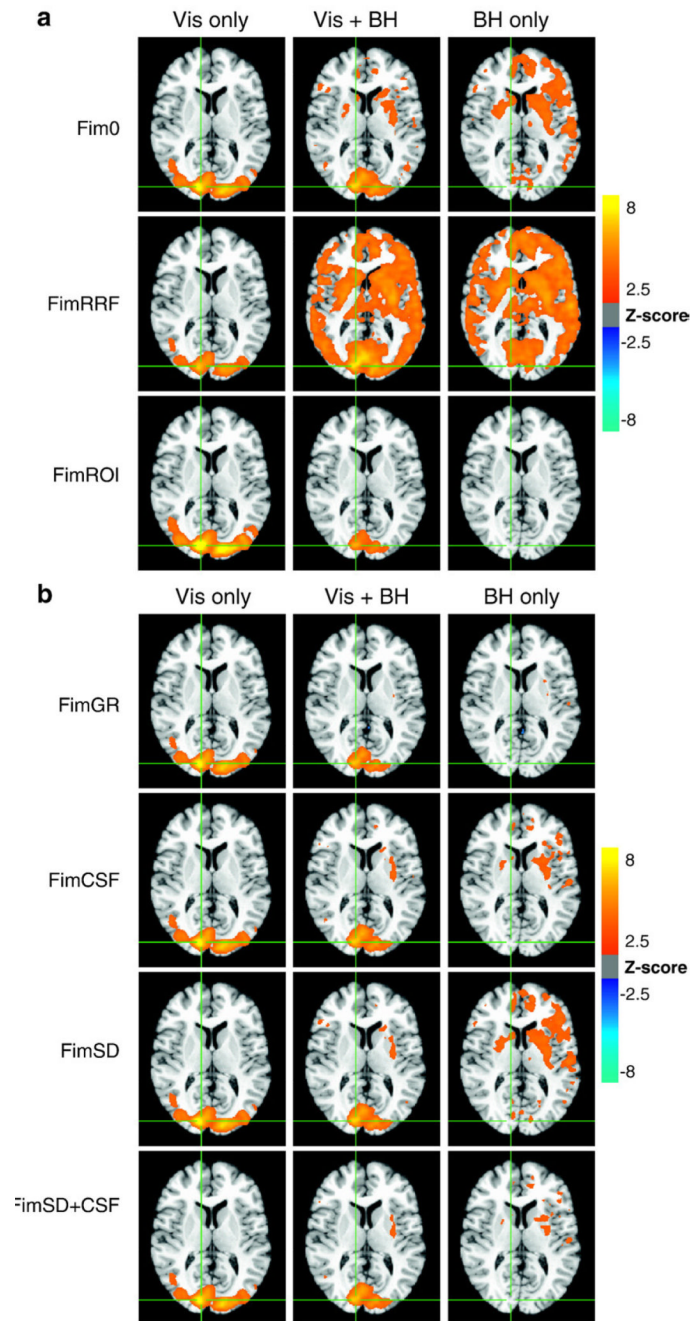 a
Vis only Vis + BH BH only
Fim0
FimRRF
FimROI
8
2.5
Z-score
-2.5
-8
b
Vis only Vis + BH BH only
FimGR
FimCSF
FimSD
FimSD+CSF
8
2.5
Z-score
-2.5
-8